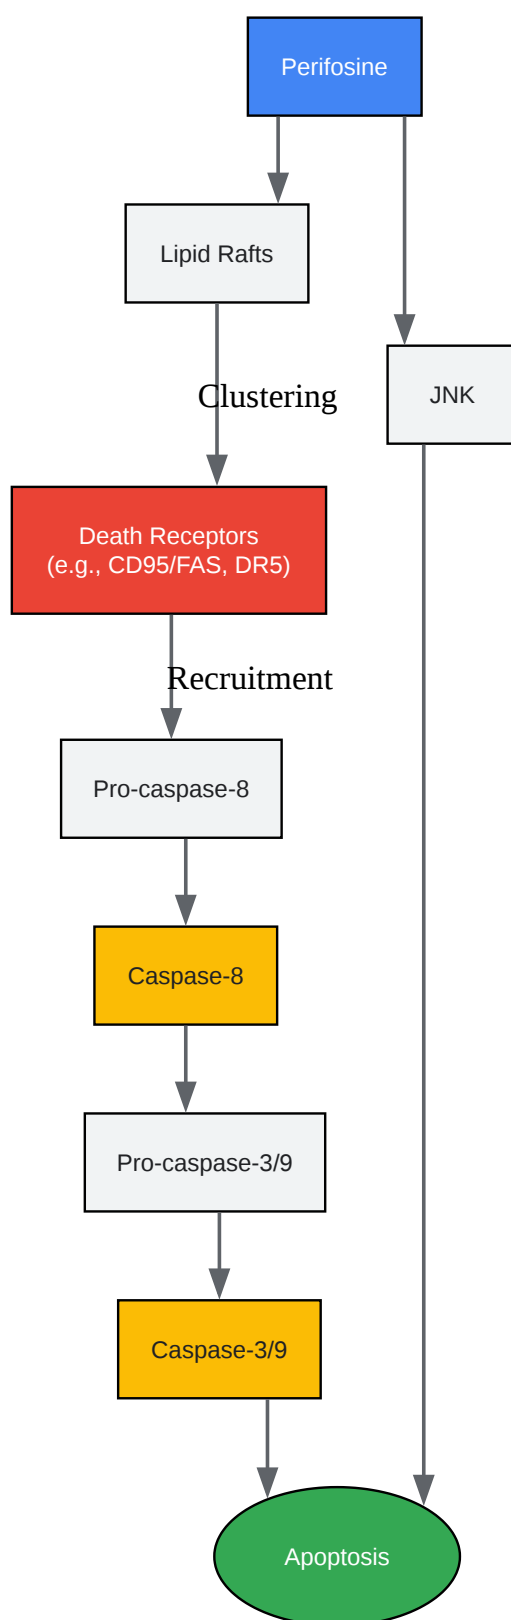 Perifosine
Lipid Rafts
Clustering
JNK
Death Receptors
(e.g., CD95/FAS, DR5)
Recruitment
Pro-caspase-8
Caspase-8
Pro-caspase-3/9
Caspase-3/9
Apoptosis